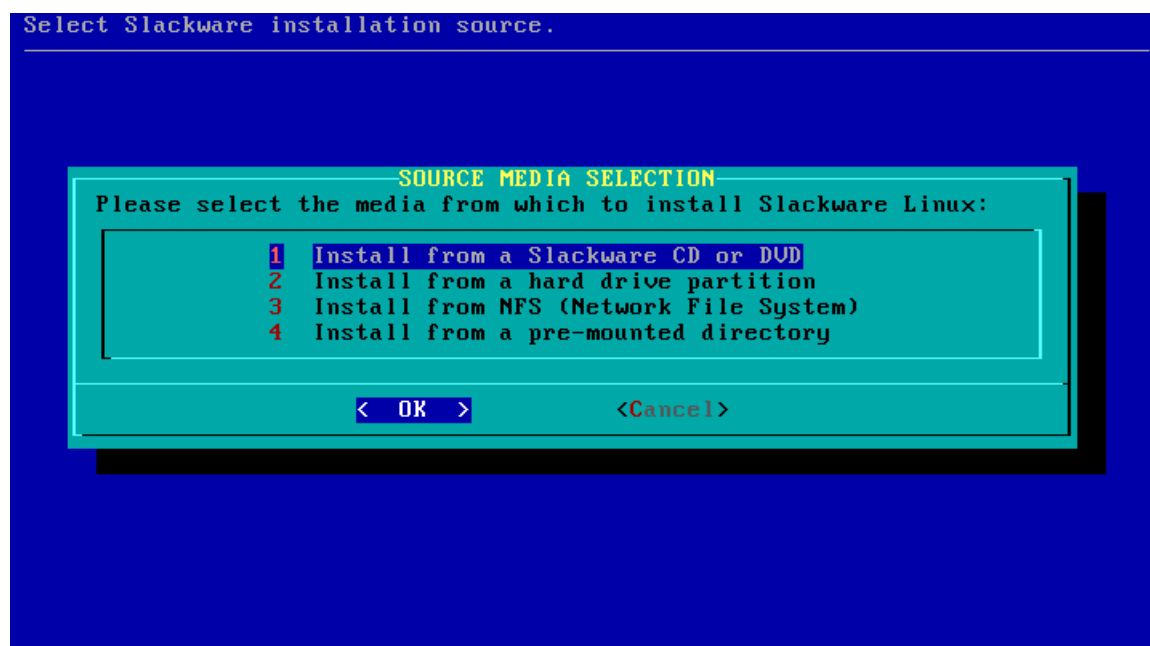 Select Slackware installation source.
SOURCE MEDIA SELECTION
Please select the media from which to install Slackware Linux:
1 Install from a Slackware CD or DVD
2 Install from a hard drive partition
3 Install from NFS (Network File System)
4 Install from a pre-mounted directory
< OK > <Cancel>